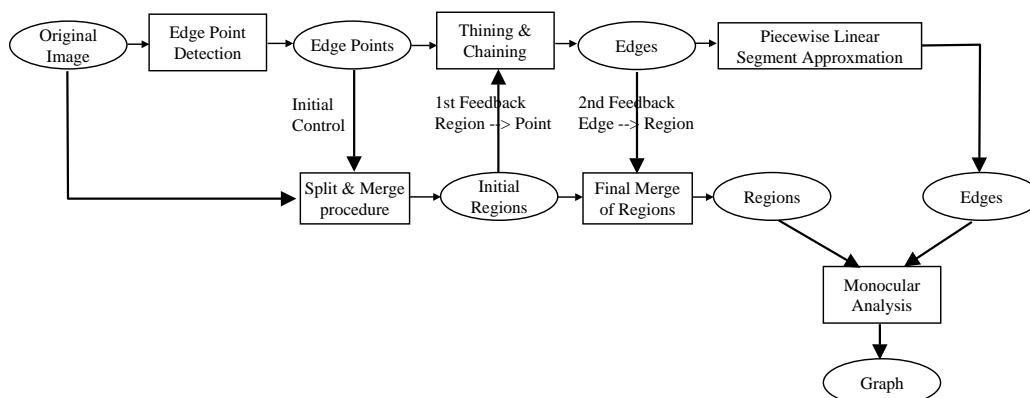 Original
Image
Edge Point
Detection
Edge Points
Thining &
Chaining
Edges
Piecewise Linear
Segment Approxmation
Initial
Control
1st Feedback
Region --> Point
2nd Feedback
Edge --> Region
Split & Merge
procedure
Initial
Regions
Final Merge
of Regions
Regions
Edges
Monocular
Analysis
Graph